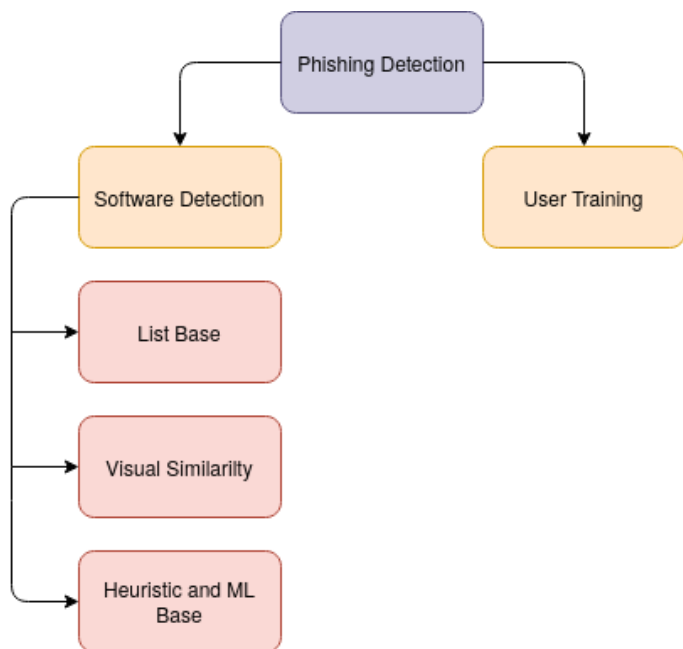 Phishing Detection
Software Detection
User Training
List Base
Visual Similarilty
Heuristic and ML
Base